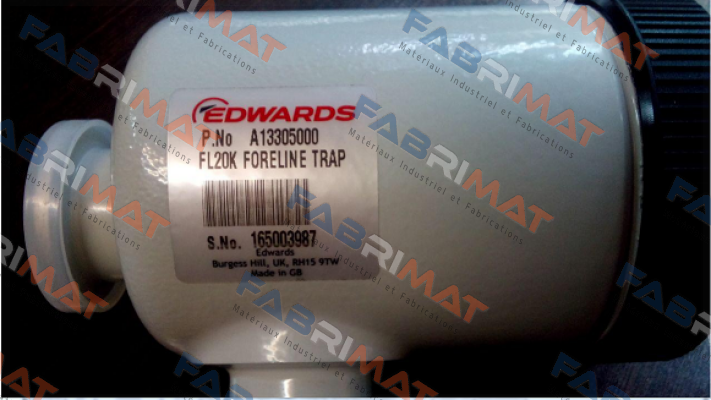 EDWARDS
P.No A13305000
FL20K FORELINE TRAP
S.No. 165003987
Edwards
Burgess Hill, UK, RH15 9TW
Made in GB
FABRIMAT
Materiaux Industriel et Fabrications